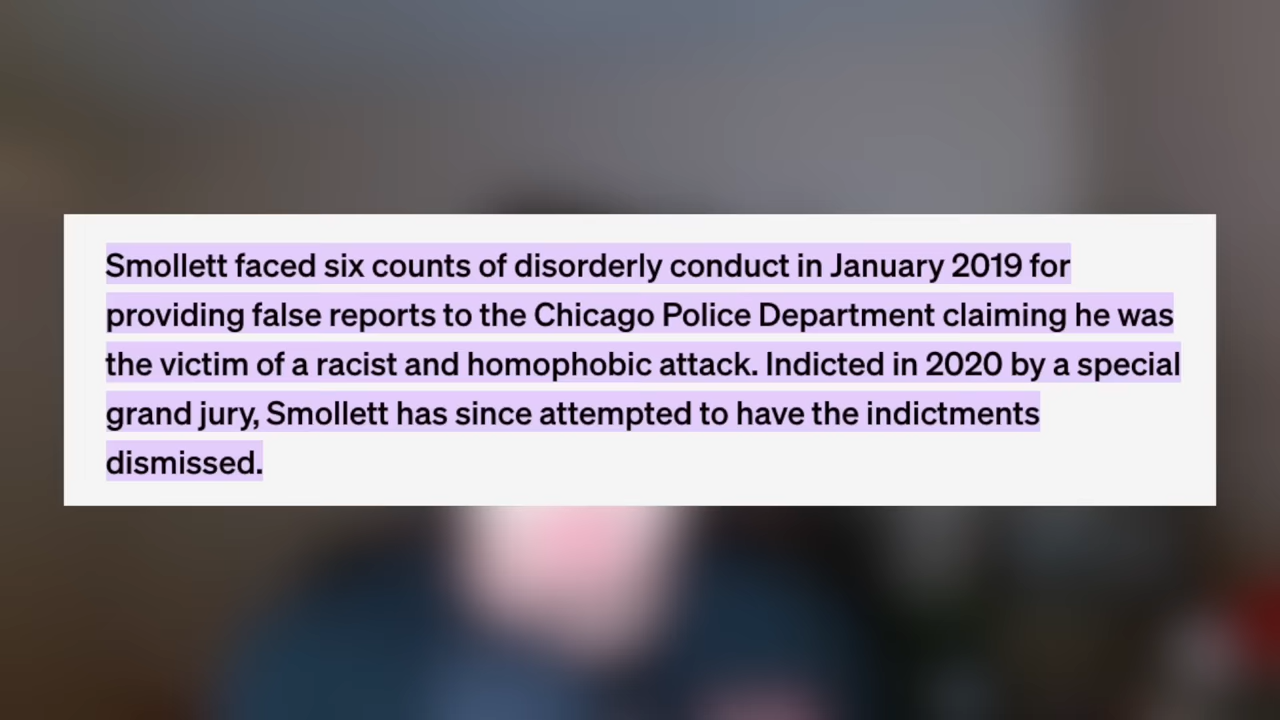 Smollett faced six counts of disorderly conduct in January 2019 for
providing false reports to the Chicago Police Department claiming he was
the victim of a racist and homophobic attack. Indicted in 2020 by a special
grand jury, Smollett has since attempted to have the indictments
dismissed.